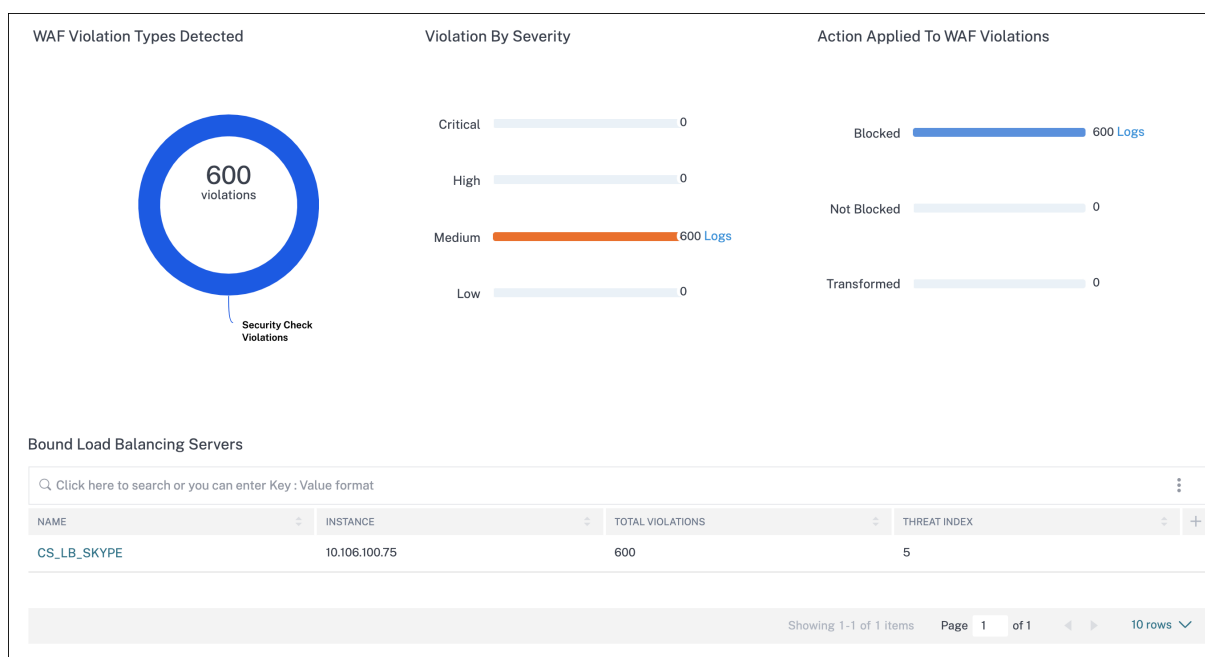 WAF Violation Types Detected
Violation By Severity
Action Applied To WAF Violations
600
violations
Security Check
Violations
Critical 0
High 0
Medium 600 Logs
Low 0
Blocked 600 Logs
Not Blocked 0
Transformed 0
Bound Load Balancing Servers
Click here to search or you can enter Key : Value format
NAME INSTANCE TOTAL VIOLATIONS THREAT INDEX
CS_LB_SKYPE 10.106.100.75 600 5
Showing 1-1 of 1 items Page 1 of 1 10 rows